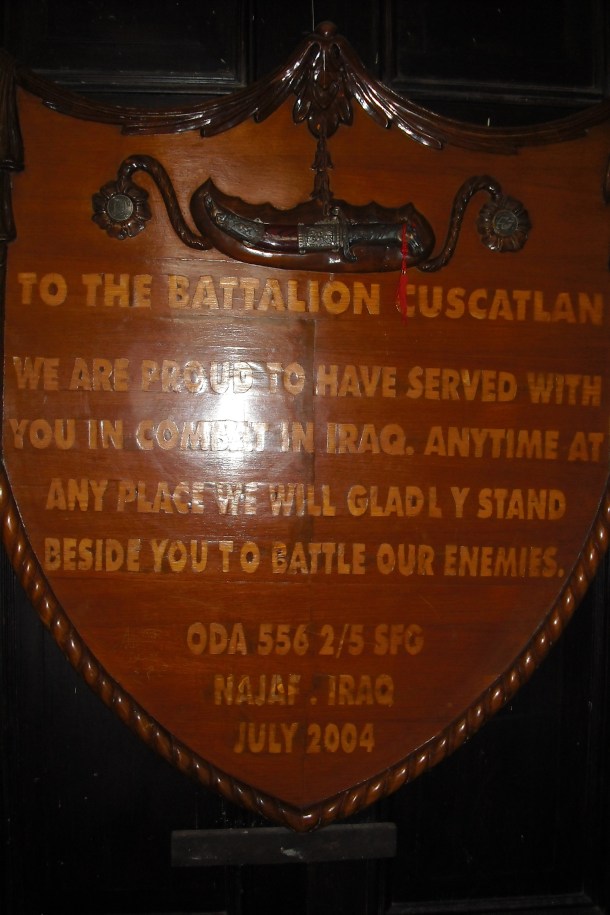 TO THE BATTALION CUSCATLAN
WE ARE PROUD TO HAVE SERVED WITH
YOU IN COMBAT IN IRAQ. ANYTIME AT
ANY PLACE WE WILL GLADLY STAND
BESIDE YOU TO BATTLE OUR ENEMIES.
ODA 556 2/5 SFG
NAJAF . IRAQ
JULY 2004